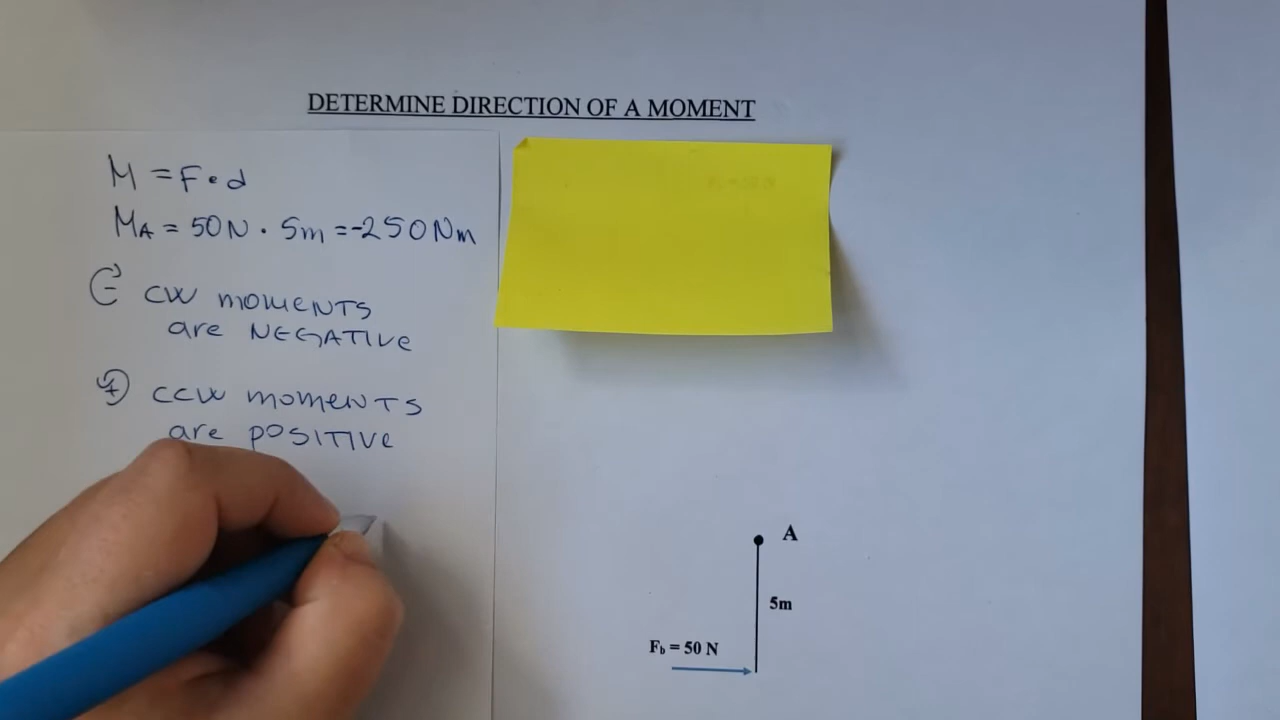 DETERMINE DIRECTION OF A MOMENT
M = F • d
MA = 50N · 5m = -250Nm
- CW MOMENTS
are NEGATIVE
+ CCW MOMENTS
are POSITIVE
A
5m
Fb = 50 N